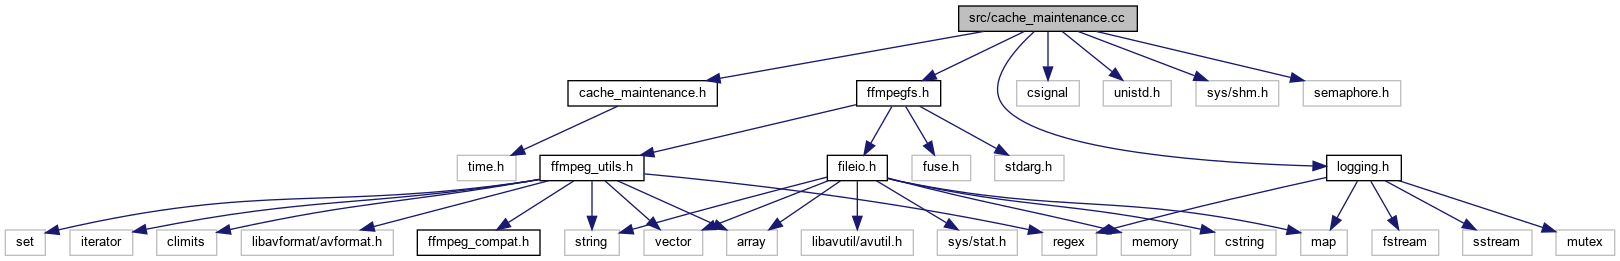 src/cache_maintenance.cc
cache_maintenance.h
ffmpegfs.h
csignal
unistd.h
sys/shm.h
semaphore.h
time.h
ffmpeg_utils.h
fileio.h
fuse.h
stdarg.h
logging.h
set
iterator
climits
libavformat/avformat.h
ffmpeg_compat.h
string
vector
array
libavutil/avutil.h
sys/stat.h
regex
memory
cstring
map
fstream
sstream
mutex